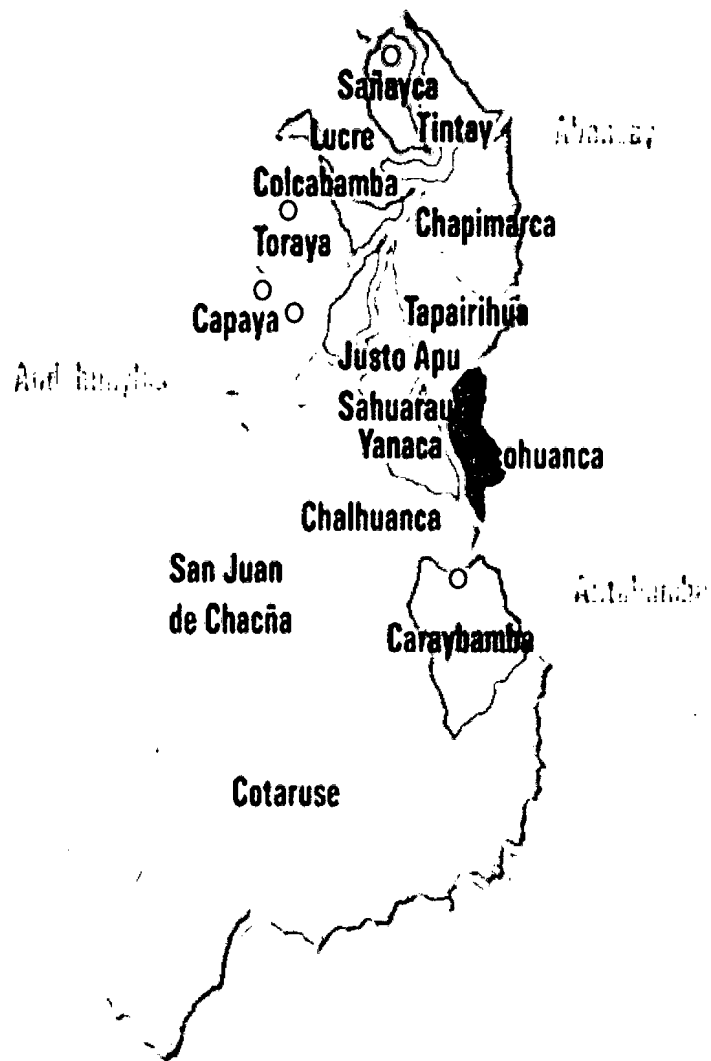 Sañayca
Lucre
Tintay
Colcabamba
Chapimarca
Toraya
Capaya
Tapairihua
Justo Apu
Sahuarau
Yanaca
ohuanca
Chalhuanca
San Juan
de Chacña
Caraybamba
Cotaruse